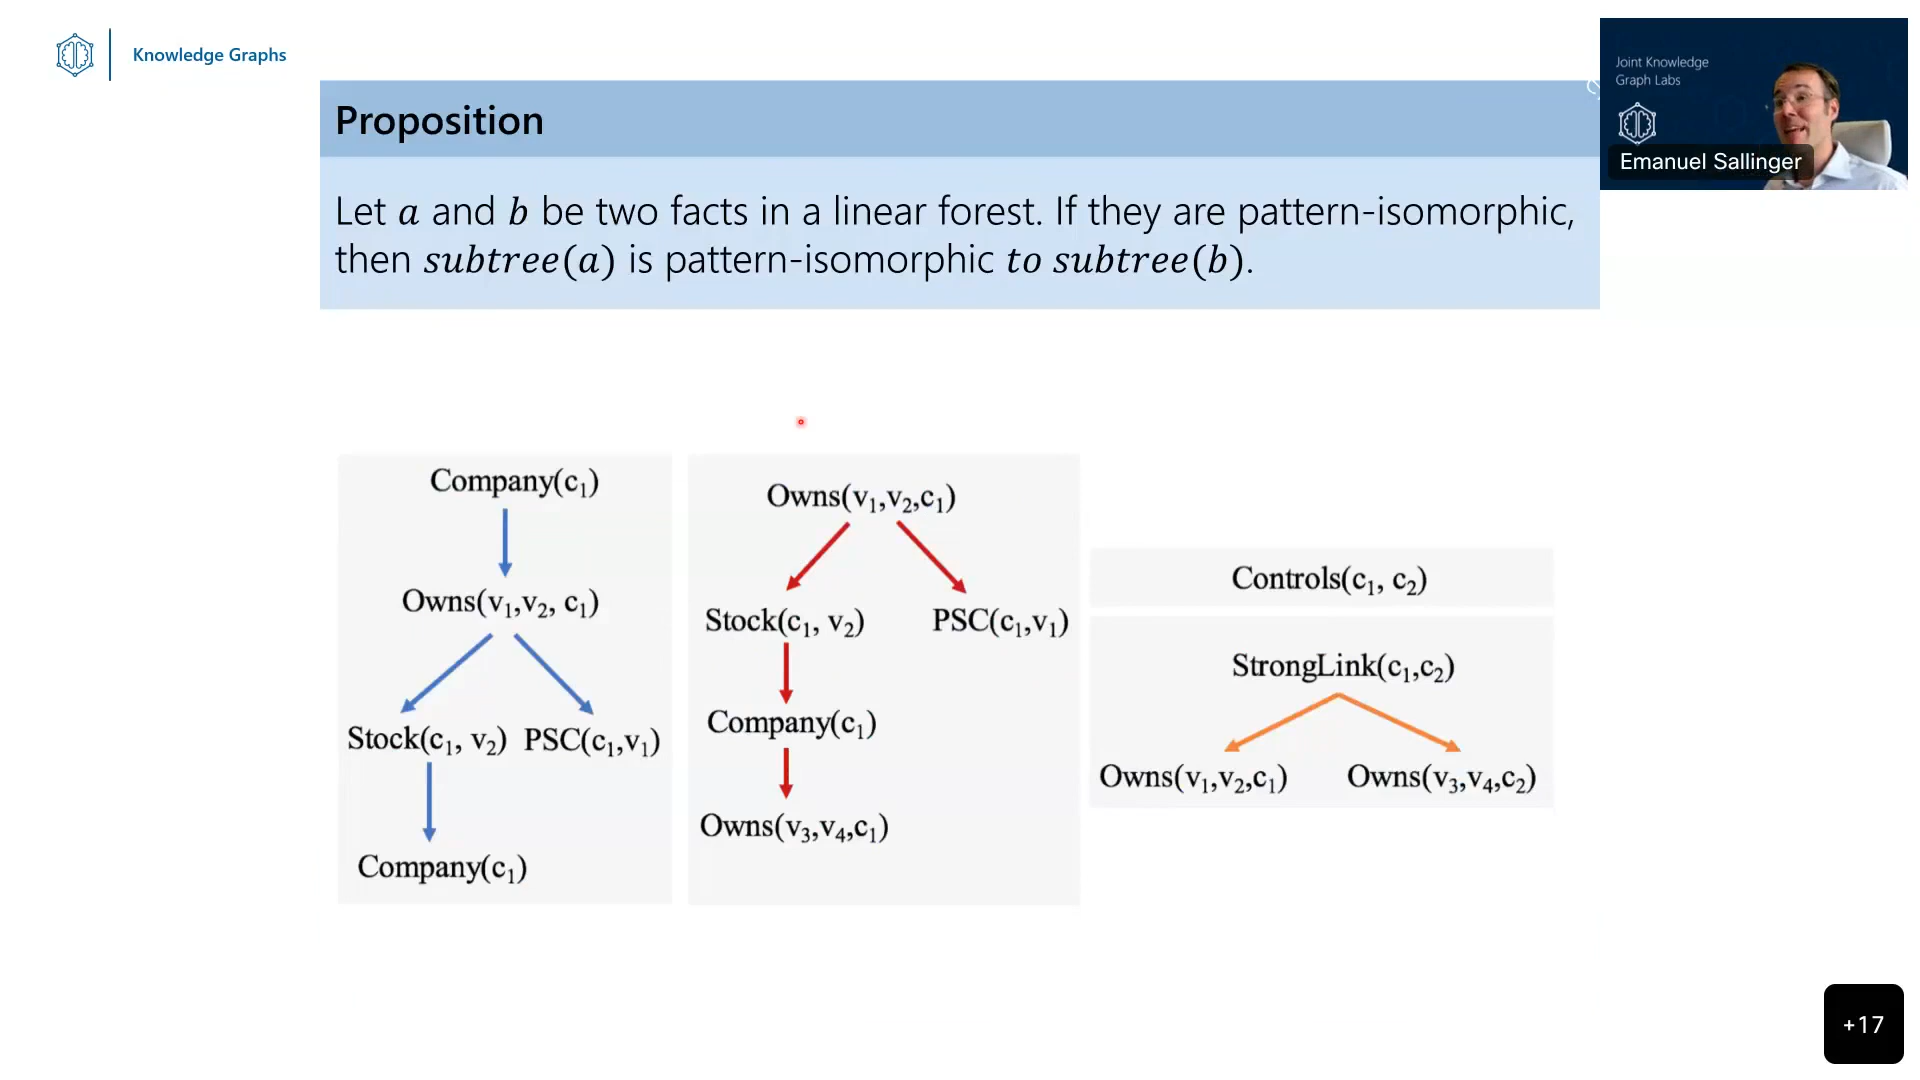 Knowledge Graphs
Joint Knowledge
Graph Labs
Emanuel Sallinger
Proposition
Let a and b be two facts in a linear forest. If they are pattern-isomorphic,
then subtree(a) is pattern-isomorphic to subtree(b).
Company(c₁)
Owns(v₁,v₂, c₁)
Stock(c₁, v₂) PSC(c₁,v₁)
Company(c₁)
Owns(v₁,v₂,c₁)
Stock(c₁, v₂) PSC(c₁,v₁)
Company(c₁)
Owns(v₃,v₄,c₁)
Controls(c₁, c₂)
StrongLink(c₁,c₂)
Owns(v₁,v₂,c₁) Owns(v₃,v₄,c₂)
+17